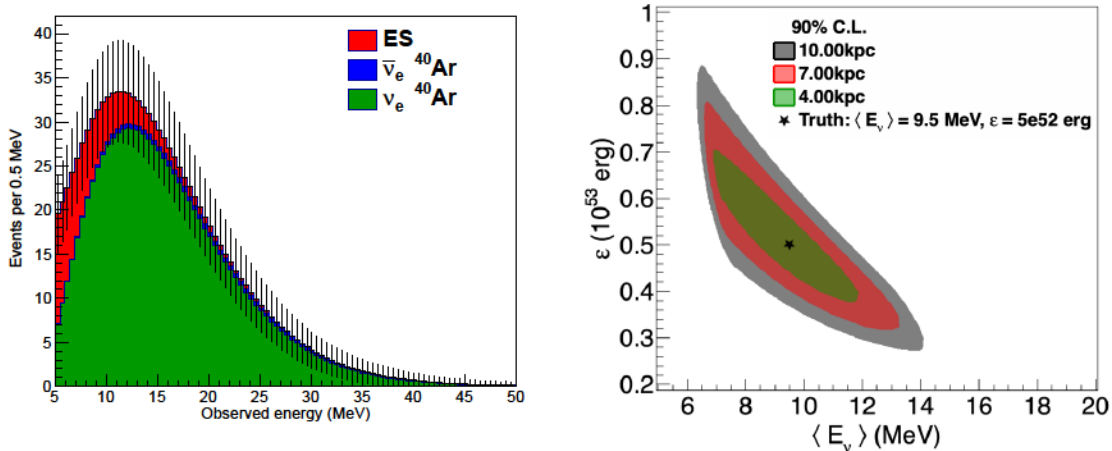 40
35
30
25
20
15
10
5
0
Events per 0.5 MeV
ES
ν̅e 40Ar
νe 40Ar
5 10 15 20 25 30 35 40 45 50
Observed energy (MeV)
1
0.9
0.8
0.7
0.6
0.5
0.4
0.3
0.2
ε (10^53 erg)
90% C.L.
10.00kpc
7.00kpc
4.00kpc
Truth: ⟨ Eν ⟩ = 9.5 MeV, ε = 5e52 erg
6 8 10 12 14 16 18 20
⟨ Eν ⟩ (MeV)